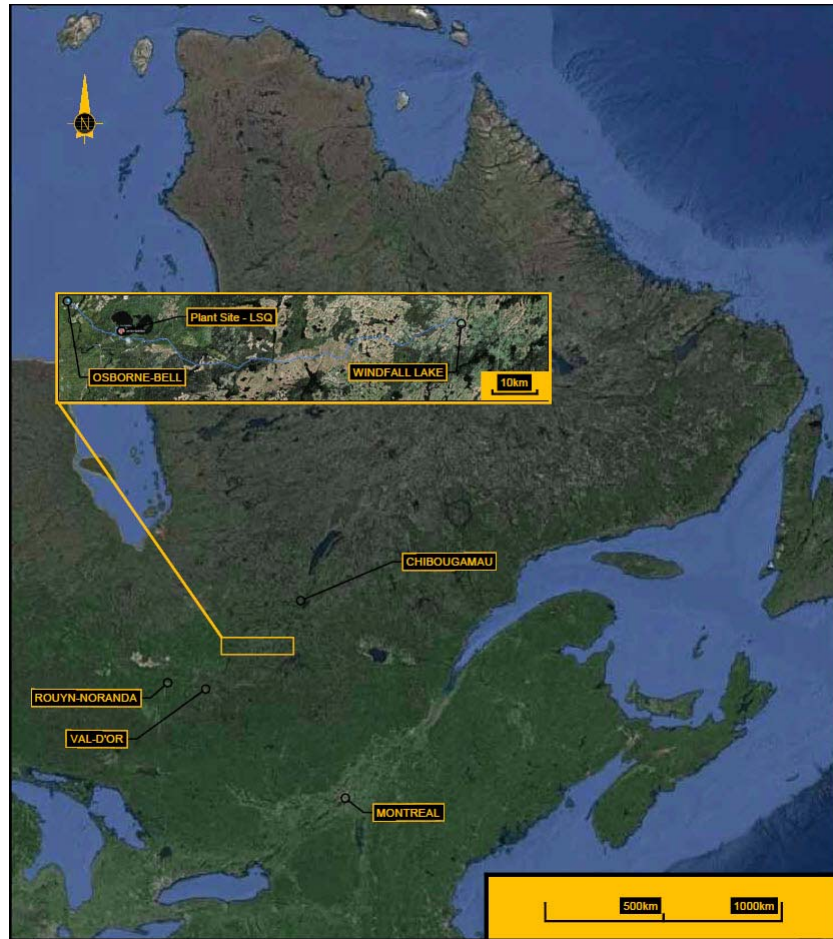 N
Plant Site - LSQ
OSBORNE-BELL
WINDFALL LAKE
10km
CHIBOUGAMAU
ROUYN-NORANDA
VAL-D'OR
MONTREAL
500km
1000km